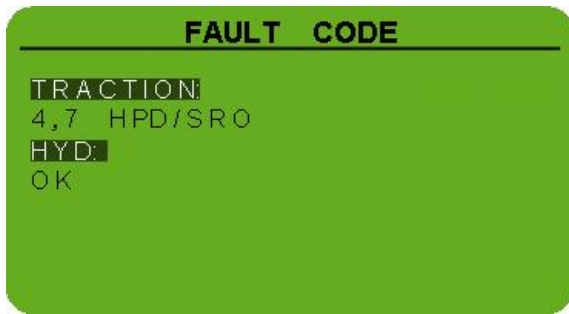 FAULT CODE
TRACTION:
4,7 HPD/SRO
HYD:
OK